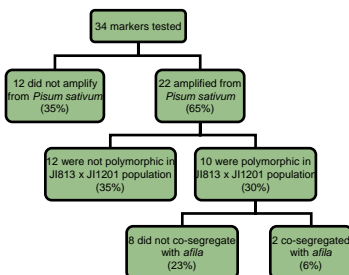 34 markers tested
12 did not amplify
from Pisum sativum
(35%)
22 amplified from
Pisum sativum
(65%)
12 were not polymorphic in
JI813 x JI1201 population
(35%)
10 were polymorphic in
JI813 x JI1201 population
(30%)
8 did not co-segregate
with afila
(23%)
2 co-segregated
with afila
(6%)